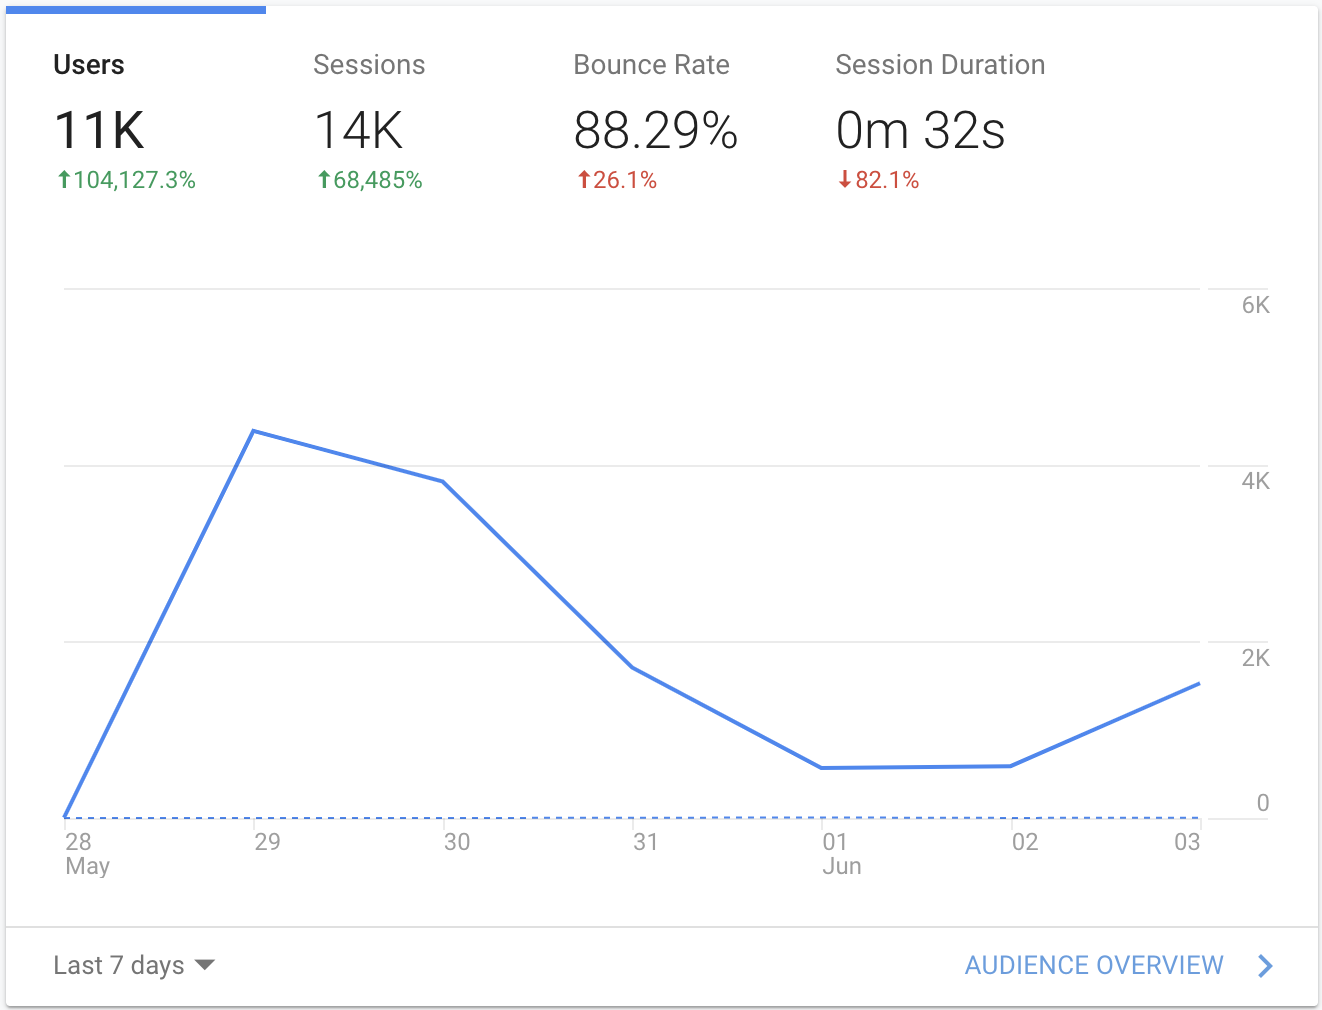 Users
Sessions
Bounce Rate
Session Duration
11K
14K
88.29%
0m 32s
↑104,127.3%
↑68,485%
↑26.1%
↓82.1%
6K
4K
2K
0
28
29
30
31
01
02
03
May
Jun
Last 7 days
AUDIENCE OVERVIEW